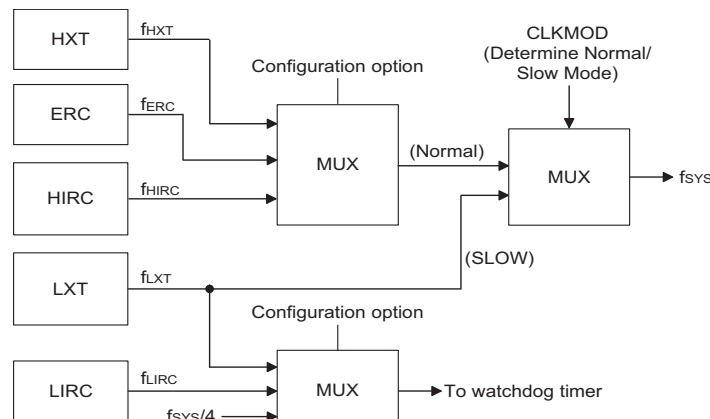 HXT
fHXT
ERC
fERC
HIRC
fHIRC
LXT
fLXT
LIRC
fLIRC
fSYS/4
Configuration option
MUX
(Normal)
CLKMOD
(Determine Normal/
Slow Mode)
MUX
fSYS
(SLOW)
Configuration option
MUX
To watchdog timer